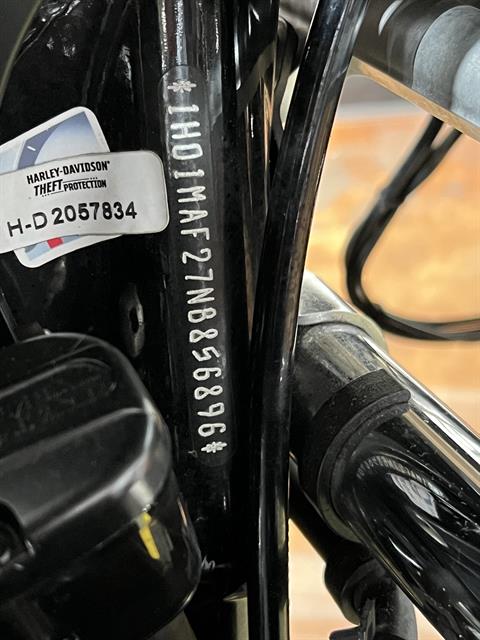 HARLEY-DAVIDSON®
THEFT PROTECTION
H-D 2057834
*1HD1MAF27NB856896*